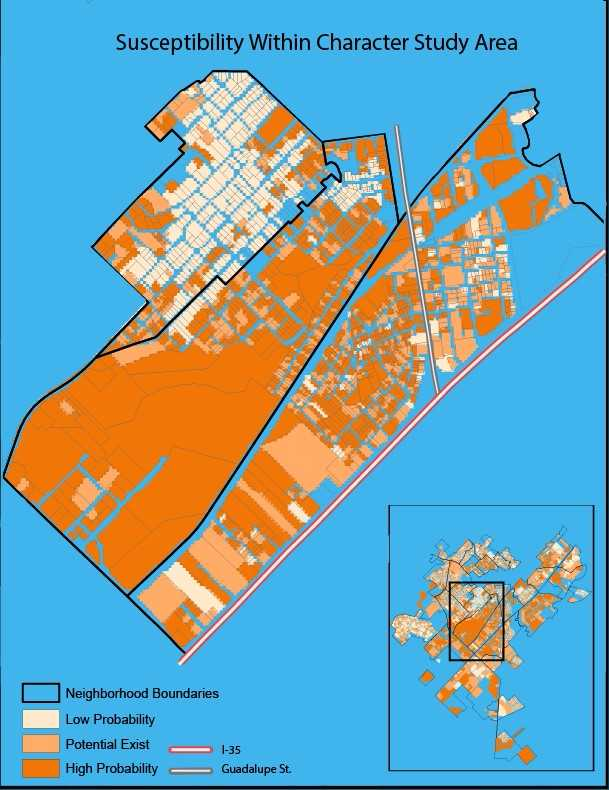 Susceptibility Within Character Study Area
Neighborhood Boundaries
Low Probability
Potential Exist
High Probability
I-35
Guadalupe St.